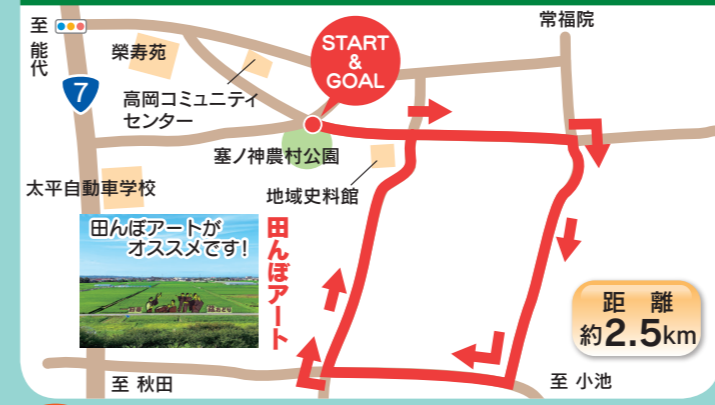 至
能代
7
榮寿苑
高岡コミュニティ
センター
START
&
GOAL
常福院
塞ノ神農村公園
地域史料館
太平自動車学校
田んぼアートが
オススメです!
田んぼアート
距 離
約2.5km
至 秋田
至 小池